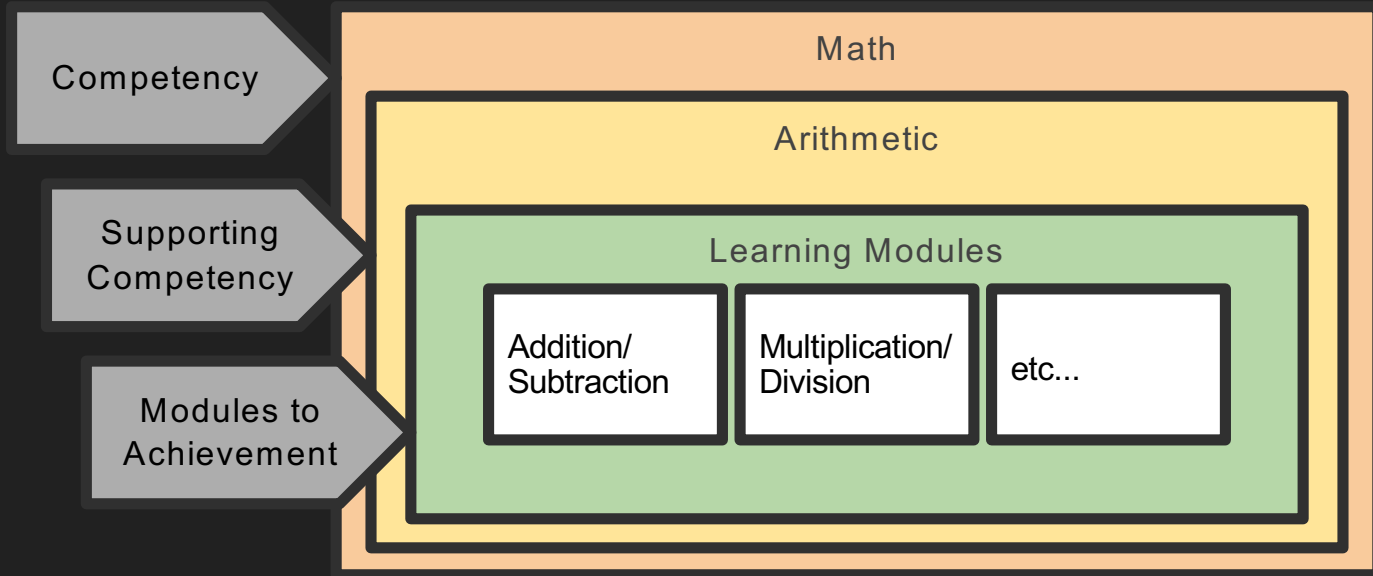 Competency
Math
Arithmetic
Supporting
Competency
Learning Modules
Addition/
Subtraction
Multiplication/
Division
etc...
Modules to
Achievement